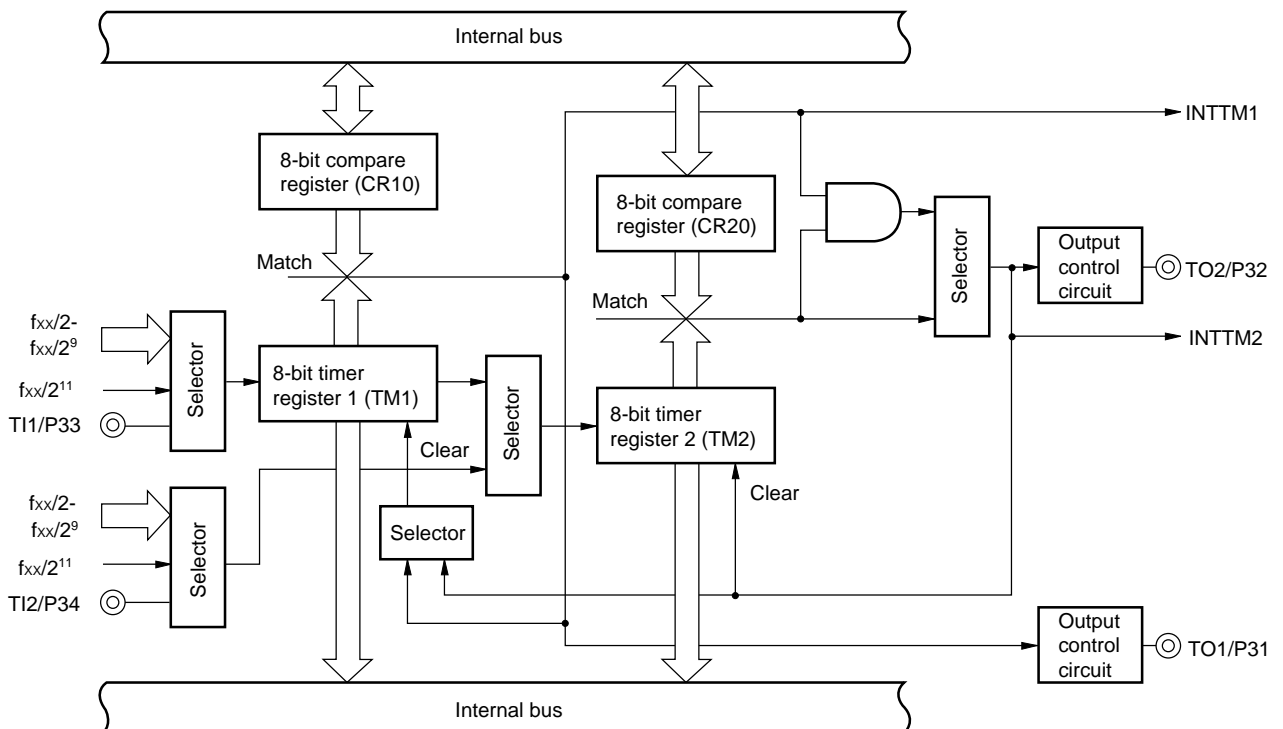 Internal bus
INTTM1
8-bit compare
register (CR10)
8-bit compare
register (CR20)
Selector
Output
control
circuit
TO2/P32
Match
Match
INTTM2
fxx/2-
fxx/2⁹
fxx/2¹¹
TI1/P33
Selector
8-bit timer
register 1 (TM1)
Selector
8-bit timer
register 2 (TM2)
Clear
Clear
fxx/2-
fxx/2⁹
fxx/2¹¹
TI2/P34
Selector
Selector
Output
control
circuit
TO1/P31
Internal bus